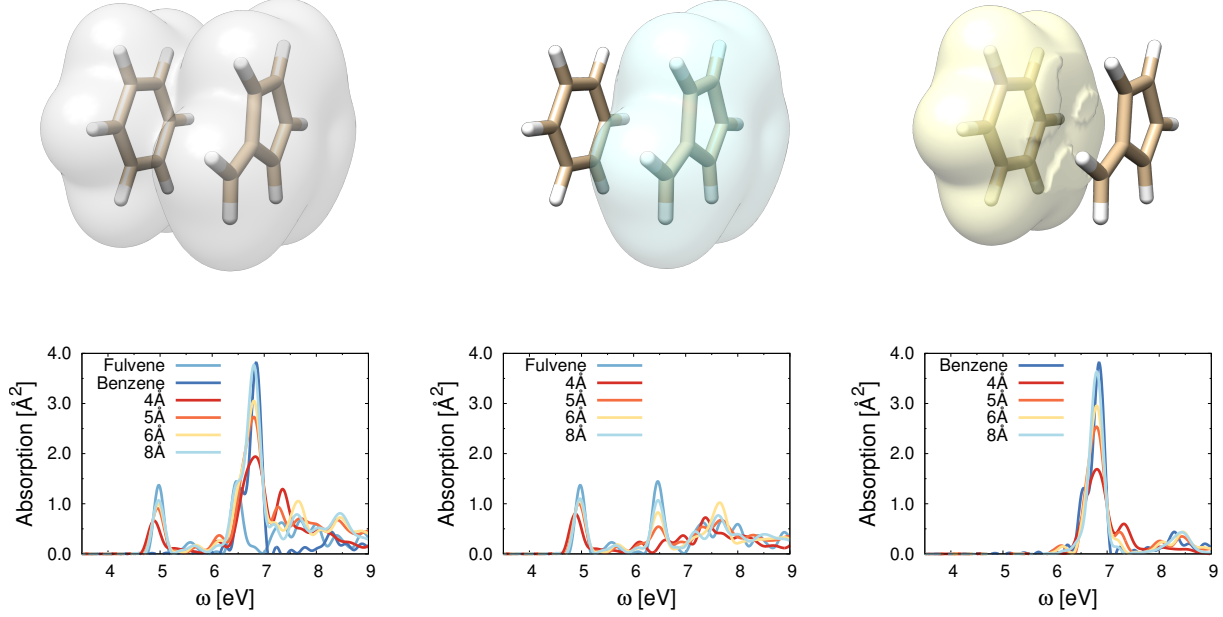 4.0
3.0
2.0
1.0
0.0
Absorption [Å²]
Fulvene
Benzene
4Å
5Å
6Å
8Å
4 5 6 7 8 9
ω [eV]
4.0
3.0
2.0
1.0
0.0
Absorption [Å²]
Fulvene
4Å
5Å
6Å
8Å
4 5 6 7 8 9
ω [eV]
4.0
3.0
2.0
1.0
0.0
Absorption [Å²]
Benzene
4Å
5Å
6Å
8Å
4 5 6 7 8 9
ω [eV]